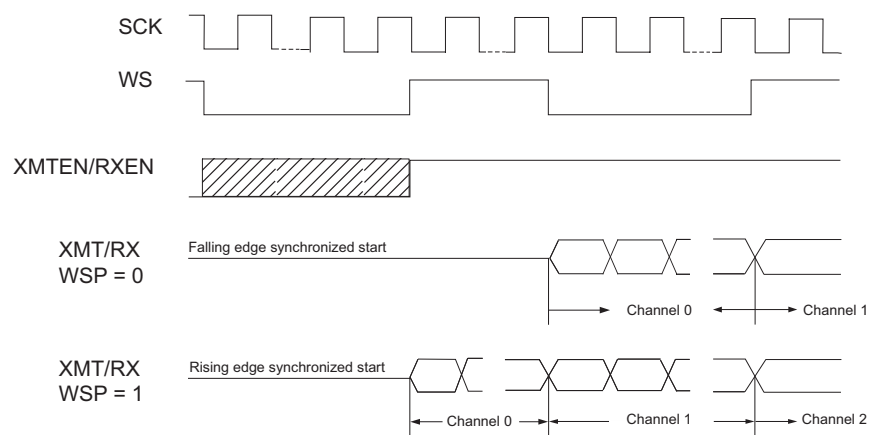 SCK
WS
XMTEN/RXEN
XMT/RX
WSP = 0
Falling edge synchronized start
Channel 0
Channel 1
XMT/RX
WSP = 1
Rising edge synchronized start
Channel 0
Channel 1
Channel 2